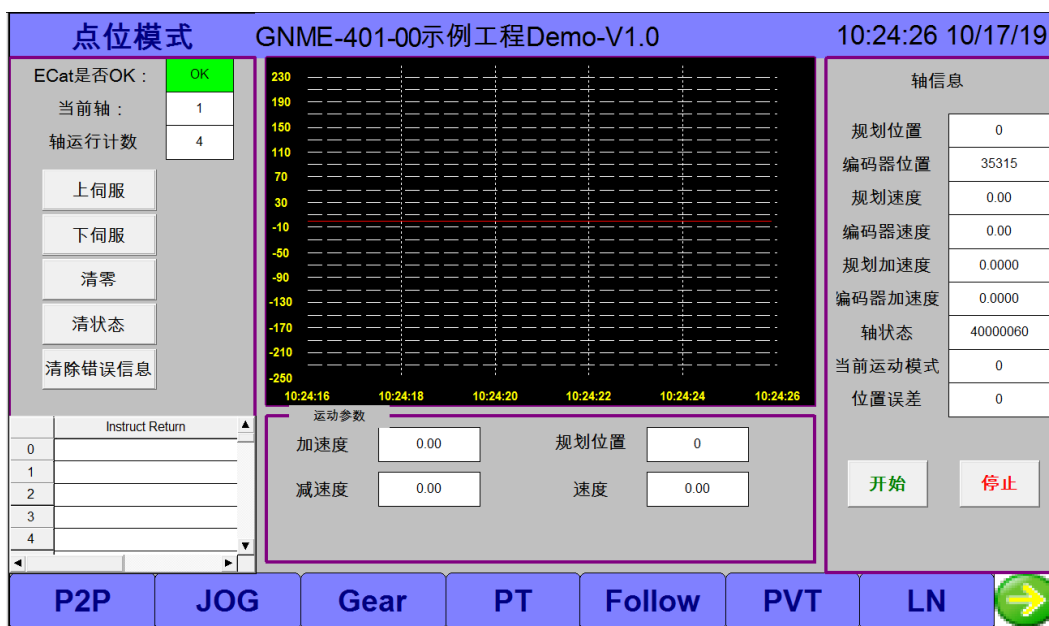 点位模式
GNME-401-00示例工程Demo-V1.0
10:24:26 10/17/19
ECat是否OK：
OK
当前轴：
1
轴运行计数
4
上伺服
下伺服
清零
清状态
清除错误信息
Instruct Return
0
1
2
3
4
230
190
150
110
70
30
-10
-50
-90
-130
-170
-210
-250
10:24:16 10:24:18 10:24:20 10:24:22 10:24:24 10:24:26
运动参数
加速度 0.00 规划位置 0
减速度 0.00 速度 0.00
轴信息
规划位置 0
编码器位置 35315
规划速度 0.00
编码器速度 0.00
规划加速度 0.0000
编码器加速度 0.0000
轴状态 40000060
当前运动模式 0
位置误差 0
开始 停止
P2P JOG Gear PT Follow PVT LN